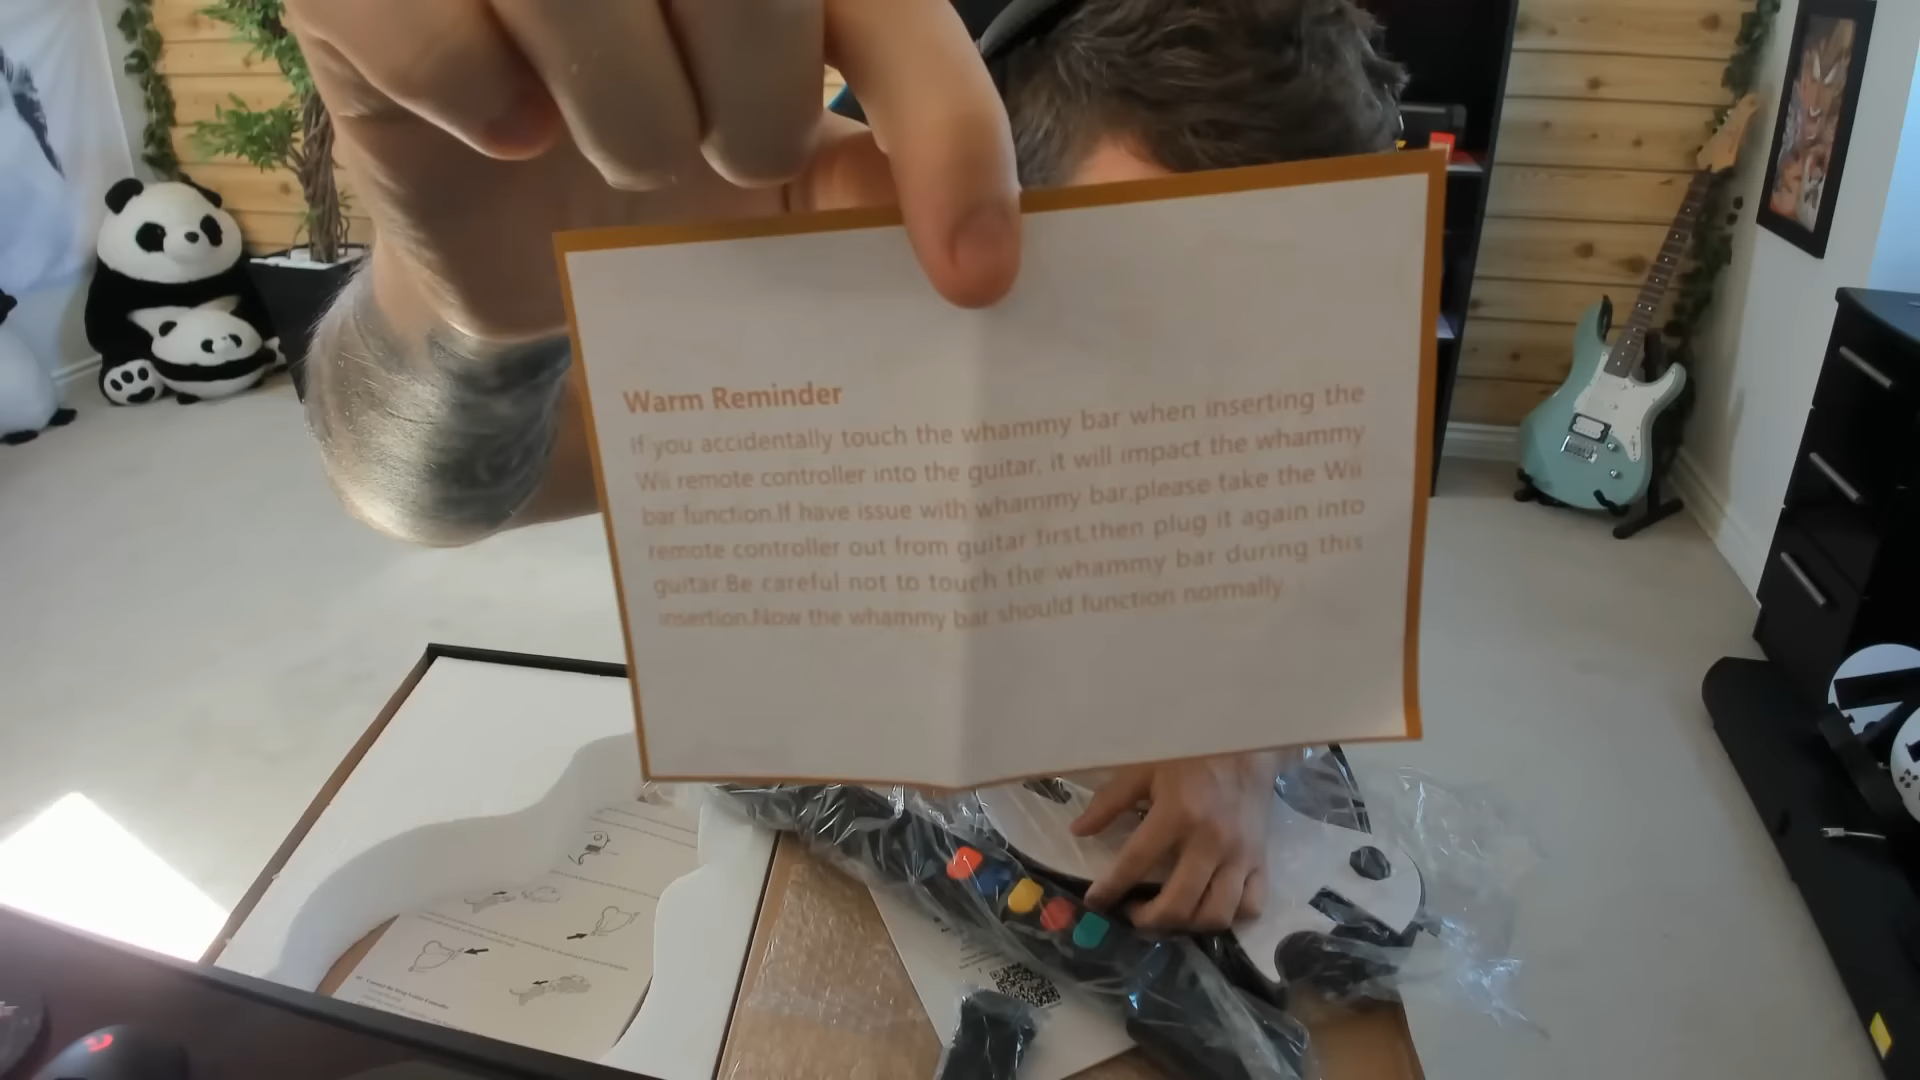 Warm Reminder
If you accidentally touch the whammy bar when inserting the
Wii remote controller into the guitar, it will impact the whammy
bar function.If have issue with whammy bar,please take the Wii
remote controller out from guitar first,then plug it again into
guitar.Be careful not to touch the whammy bar during this
insertion.Now the whammy bar should function normally